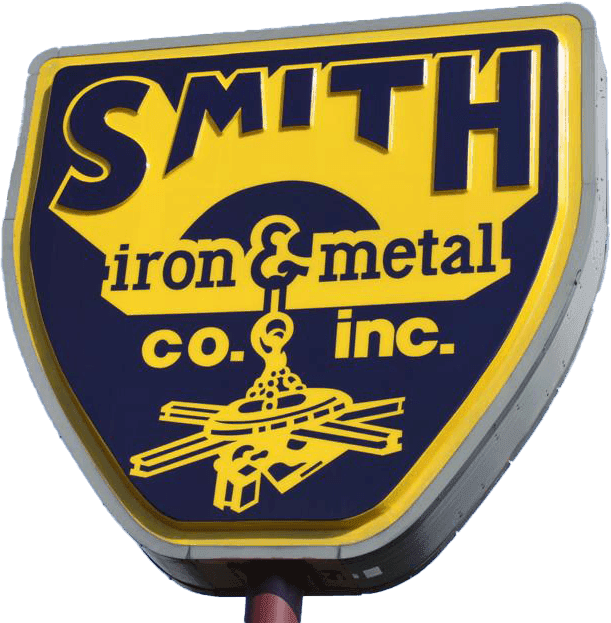 SMITH
iron & metal
co. inc.